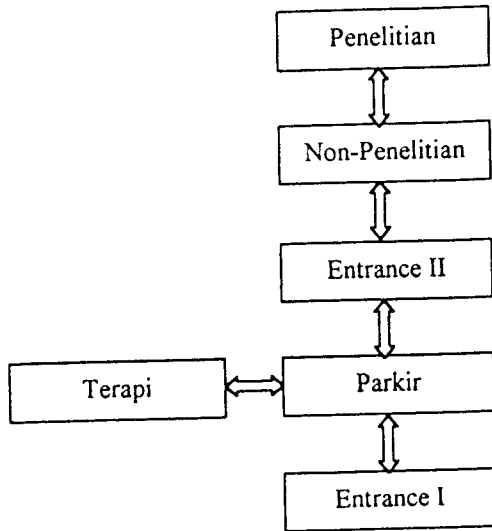 Penelitian
Non-Penelitian
Entrance II
Terapi
Parkir
Entrance I